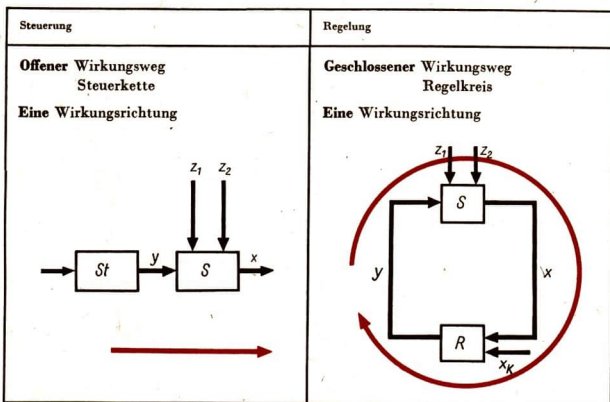 Steuerung
Offener Wirkungsweg
Steuerkette
Eine Wirkungsrichtung
z1 z2
St y S x
Regelung
Geschlossener Wirkungsweg
Regelkreis
Eine Wirkungsrichtung
z1 z2
S
y x
R
xK